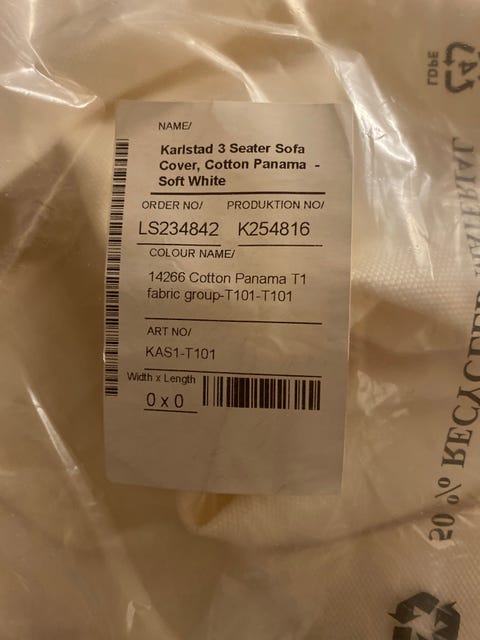 NAME/
Karlstad 3 Seater Sofa
Cover, Cotton Panama -
Soft White
ORDER NO/ PRODUKTION NO/
LS234842 K254816
COLOUR NAME/
14266 Cotton Panama T1
fabric group-T101-T101
ART NO/
KAS1-T101
Width x Length
0 x 0
LDPE
4
50 % RECYCLED MATERIAL